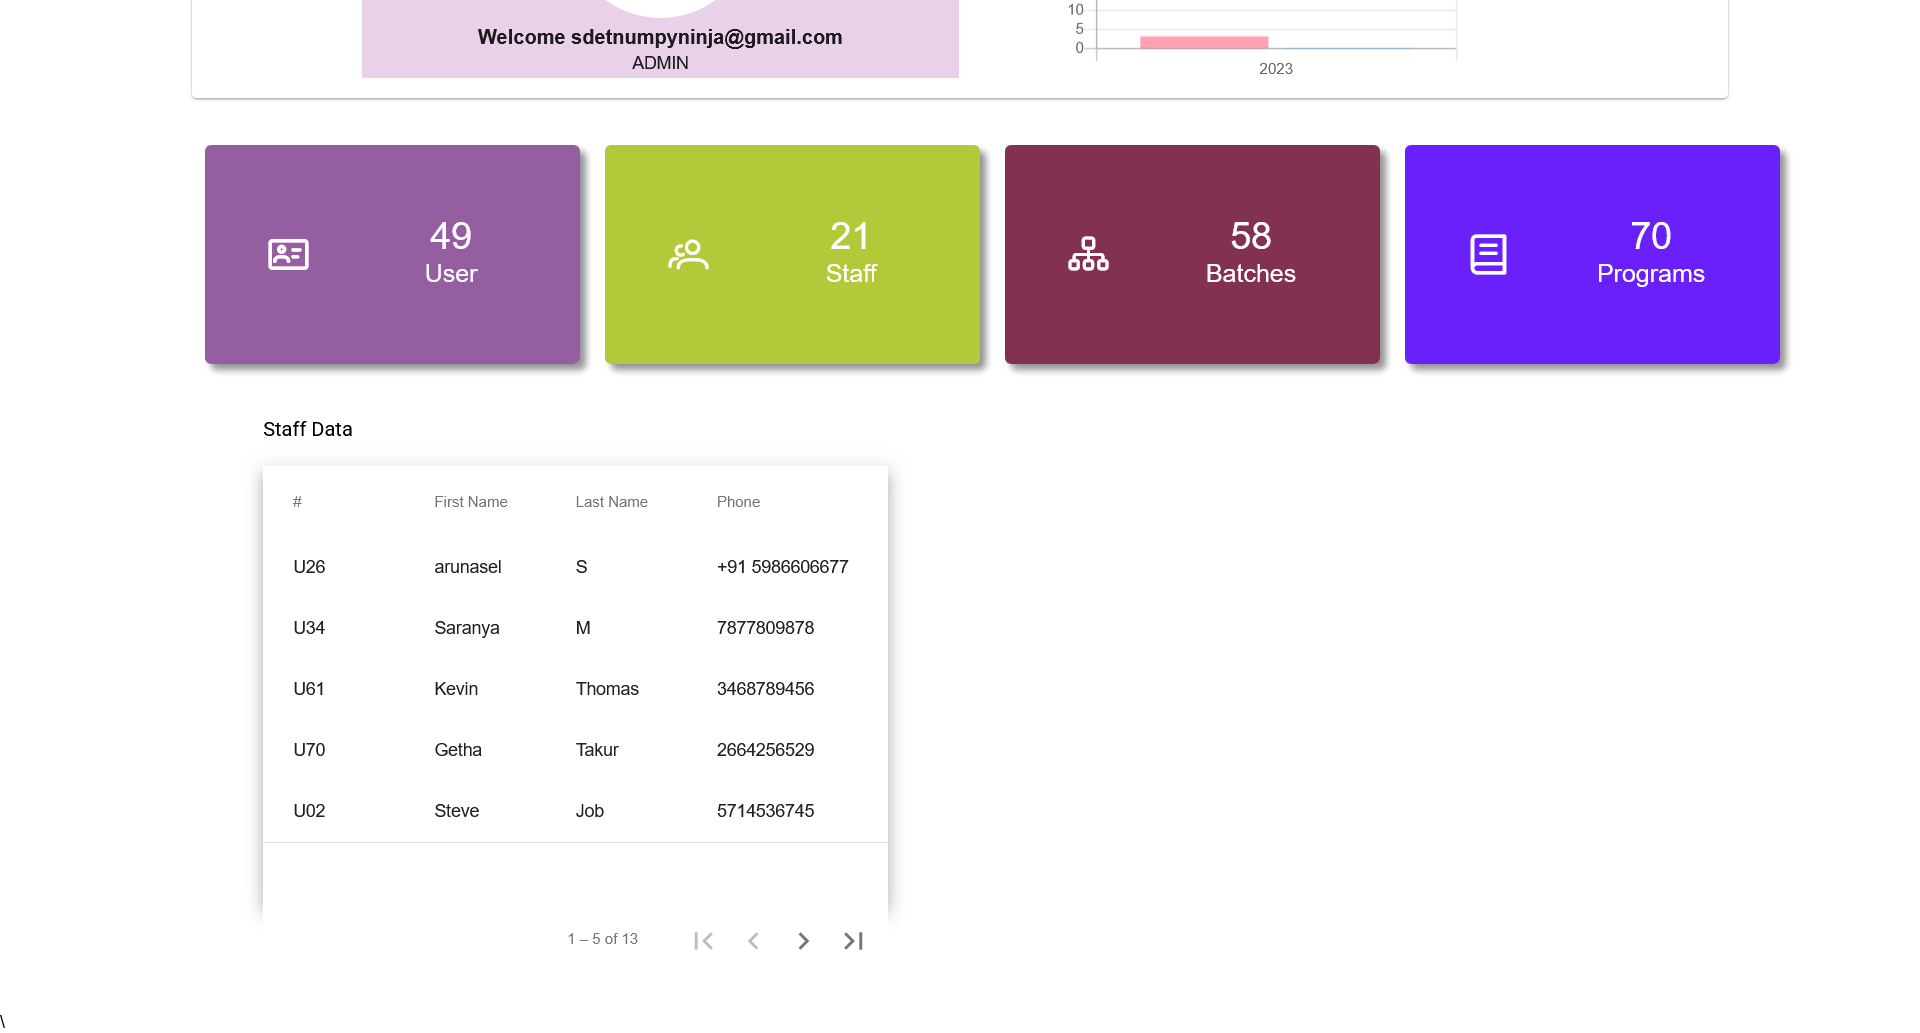 Welcome sdetnumpyninja@gmail.com
ADMIN
10
5
0
2023
49
User
21
Staff
58
Batches
70
Programs
Staff Data
# First Name Last Name Phone
U26 arunasel S +91 5986606677
U34 Saranya M 7877809878
U61 Kevin Thomas 3468789456
U70 Getha Takur 2664256529
U02 Steve Job 5714536745
1 – 5 of 13
\